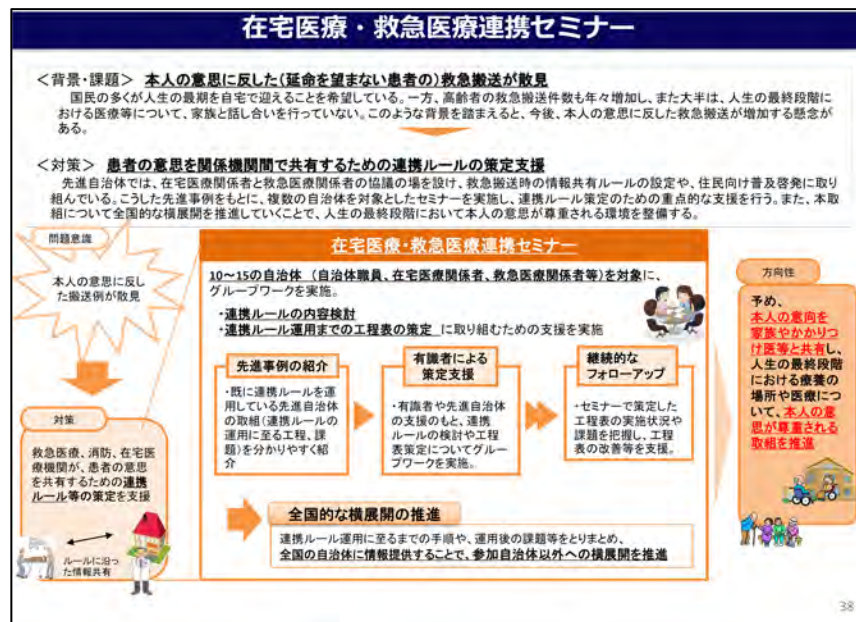 在宅医療・救急医療連携セミナー
＜背景・課題＞ 本人の意思に反した(延命を望まない患者の)救急搬送が散見
国民の多くが人生の最期を自宅で迎えることを希望している。一方、高齢者の救急搬送件数も年々増加し、また大半は、人生の最終段階に
おける医療等について、家族と話し合いを行っていない。このような背景を踏まえると、今後、本人の意思に反した救急搬送が増加する懸念が
ある。
＜対策＞ 患者の意思を関係機関間で共有するための連携ルールの策定支援
先進自治体では、在宅医療関係者と救急医療関係者の協議の場を設け、救急搬送時の情報共有ルールの設定や、住民向け普及啓発に取り
組んでいる。こうした先進事例をもとに、複数の自治体を対象としたセミナーを実施し、連携ルール策定のための重点的な支援を行う。また、本取
組について全国的な横展開を推進していくことで、人生の最終段階において本人の意思が尊重される環境を整備する。
問題意識
本人の意思に反し
た搬送例が散見
対策
救急医療、消防、在宅医
療機関が、患者の意思
を共有するための連携
ルール等の策定を支援
ルールに沿っ
た情報共有
在宅医療・救急医療連携セミナー
10～15の自治体 （自治体職員、在宅医療関係者、救急医療関係者等）を対象に、
グループワークを実施。
・連携ルールの内容検討
・連携ルール運用までの工程表の策定 に取り組むための支援を実施
先進事例の紹介
・既に連携ルールを運
用している先進自治体
の取組(連携ルールの
運用に至る工程、課
題)を分かりやすく紹
介
有識者による
策定支援
・有識者や先進自治体
の支援のもと、連携
ルールの検討や工程
表策定についてグルー
プワークを実施。
継続的な
フォローアップ
・セミナーで策定した
工程表の実施状況や
課題を把握し、工程
表の改善等を支援。
全国的な横展開の推進
連携ルール運用に至るまでの手順や、運用後の課題等をとりまとめ、
全国の自治体に情報提供することで、参加自治体以外への横展開を推進
方向性
予め、
本人の意向を
家族やかかりつ
け医等と共有し、
人生の最終段階
における療養の
場所や医療につ
いて、本人の意
思が尊重される
取組を推進
38